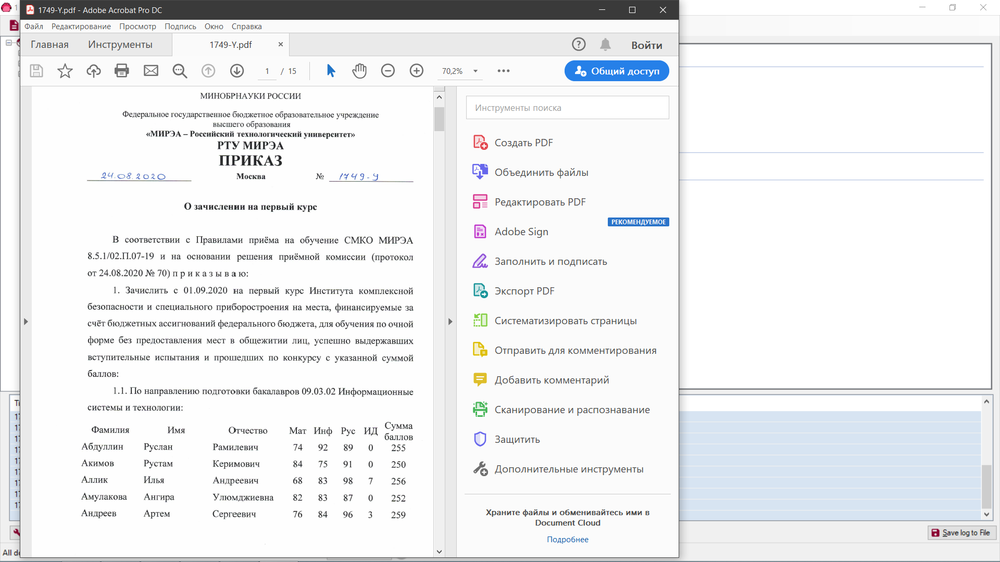 1749-Y.pdf - Adobe Acrobat Pro DC
Файл Редактирование Просмотр Подпись Окно Справка
Главная Инструменты 1749-Y.pdf Войти
1 / 15 70,2% Общий доступ
МИНОБРНАУКИ РОССИИ
Федеральное государственное бюджетное образовательное учреждение
высшего образования
«МИРЭА – Российский технологический университет»
РТУ МИРЭА
ПРИКАЗ
24.08.2020 Москва № 1749-У
О зачислении на первый курс
В соответствии с Правилами приёма на обучение СМКО МИРЭА
8.5.1/02.П.07-19 и на основании решения приёмной комиссии (протокол
от 24.08.2020 № 70) п р и к а з ы в а ю:
1. Зачислить с 01.09.2020 на первый курс Института комплексной
безопасности и специального приборостроения на места, финансируемые за
счёт бюджетных ассигнований федерального бюджета, для обучения по очной
форме без предоставления мест в общежитии лиц, успешно выдержавших
вступительные испытания и прошедших по конкурсу с указанной суммой
баллов:
1.1. По направлению подготовки бакалавров 09.03.02 Информационные
системы и технологии:
Фамилия Имя Отчество Мат Инф Рус ИД Сумма баллов
Абдуллин Руслан Рамилевич 74 92 89 0 255
Акимов Рустам Керимович 84 75 91 0 250
Аллик Илья Андреевич 68 83 98 7 256
Амулакова Ангира Улюмджиевна 82 83 87 0 252
Андреев Артем Сергеевич 76 84 96 3 259
Инструменты поиска
Создать PDF
Объединить файлы
Редактировать PDF
РЕКОМЕНДУЕМОЕ
Adobe Sign
Заполнить и подписать
Экспорт PDF
Систематизировать страницы
Отправить для комментирования
Добавить комментарий
Сканирование и распознавание
Защитить
Дополнительные инструменты
Храните файлы и обменивайтесь ими в
Document Cloud
Подробнее
Save log to File
All